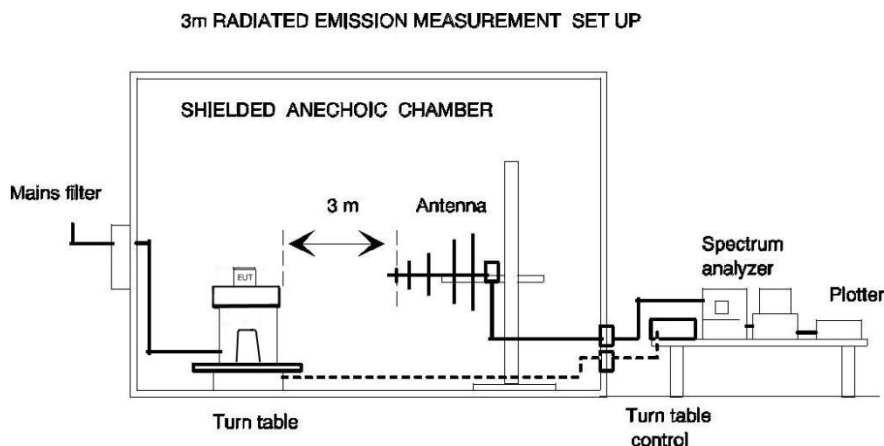 3m RADIATED EMISSION MEASUREMENT SET UP
SHIELDED ANECHOIC CHAMBER
Mains filter
3 m
Antenna
Spectrum
analyzer
Plotter
EUT
Turn table
Turn table
control